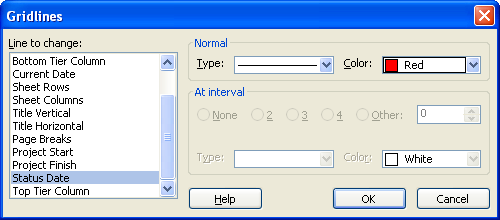 Gridlines
Line to change:
Bottom Tier Column
Current Date
Sheet Rows
Sheet Columns
Title Vertical
Title Horizontal
Page Breaks
Project Start
Project Finish
Status Date
Top Tier Column
Normal
Type:
Color: Red
At interval
None 2 3 4 Other: 0
Type:
Color: White
Help OK Cancel